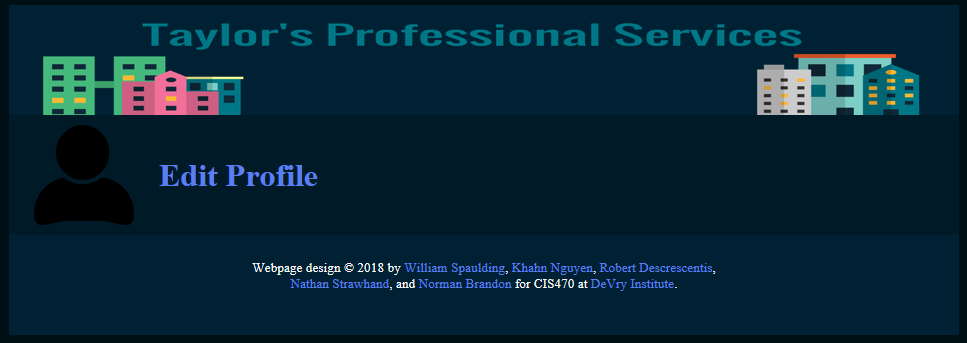 Taylor's Professional Services
Edit Profile
Webpage design © 2018 by William Spaulding, Khahn Nguyen, Robert Descrescentis,
Nathan Strawhand, and Norman Brandon for CIS470 at DeVry Institute.